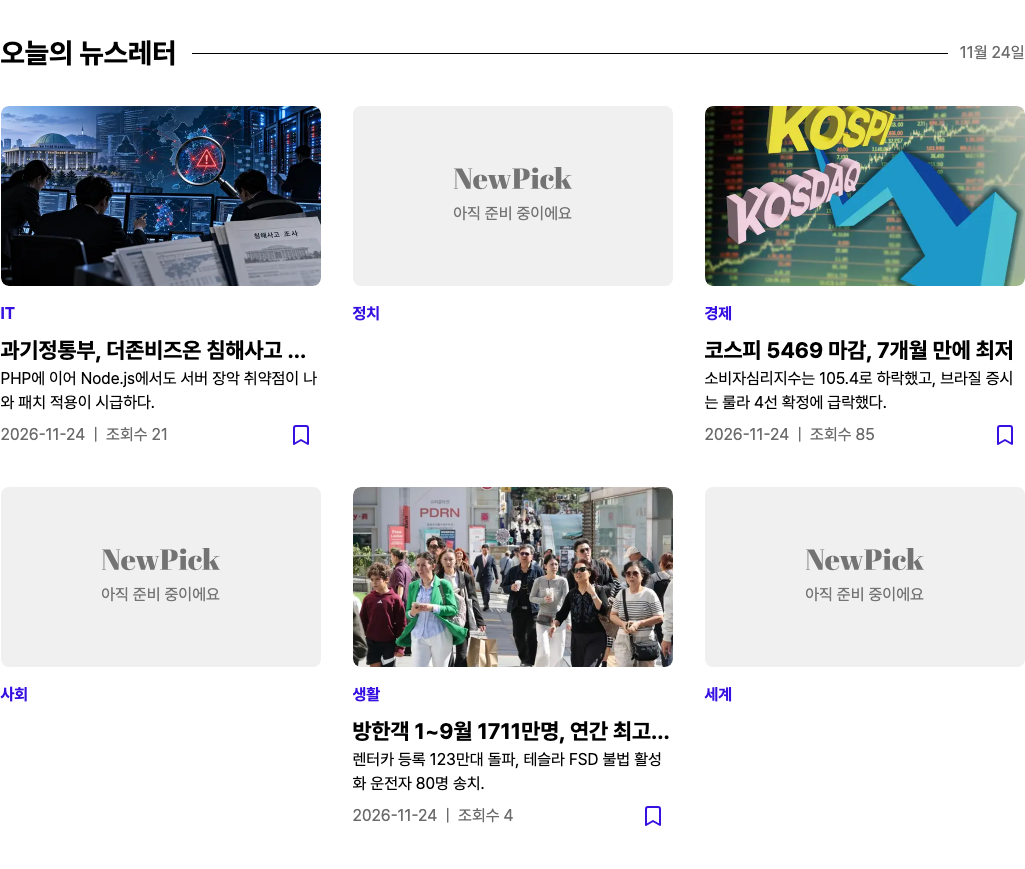 오늘의 뉴스레터
11월 24일
침해사고 조사
NewPick
아직 준비 중이에요
KOSPI
KOSDAQ
IT
정치
경제
과기정통부, 더존비즈온 침해사고 ...
코스피 5469 마감, 7개월 만에 최저
PHP에 이어 Node.js에서도 서버 장악 취약점이 나
와 패치 적용이 시급하다.
소비자심리지수는 105.4로 하락했고, 브라질 증시
는 룰라 4선 확정에 급락했다.
2026-11-24 | 조회수 21
2026-11-24 | 조회수 85
NewPick
아직 준비 중이에요
PDRN
NewPick
아직 준비 중이에요
사회
생활
세계
방한객 1~9월 1711만명, 연간 최고...
렌터카 등록 123만대 돌파, 테슬라 FSD 불법 활성
화 운전자 80명 송치.
2026-11-24 | 조회수 4